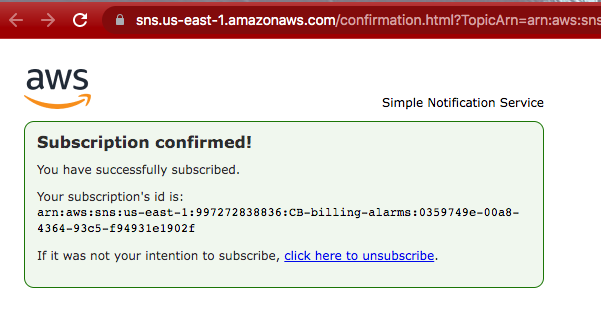 sns.us-east-1.amazonaws.com/confirmation.html?TopicArn=arn:aws:sns
aws
Simple Notification Service
Subscription confirmed!
You have successfully subscribed.
Your subscription's id is:
arn:aws:sns:us-east-1:997272838836:CB-billing-alarms:0359749e-00a8-
4364-93c5-f94931e1902f
If it was not your intention to subscribe, click here to unsubscribe.